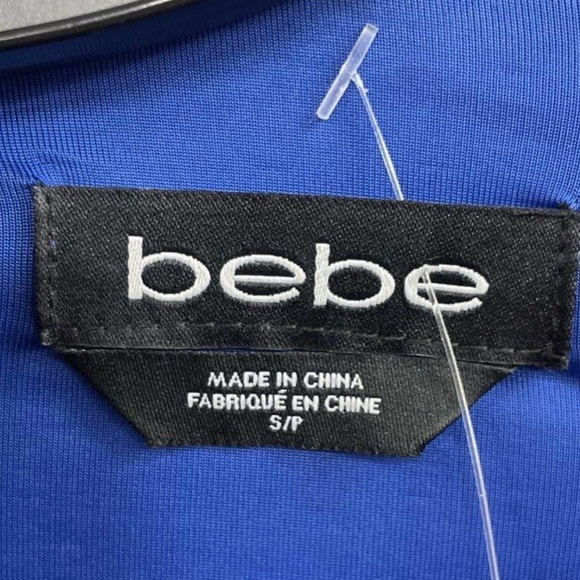 bebe
MADE IN CHINA
FABRIQUÉ EN CHINE
S/P